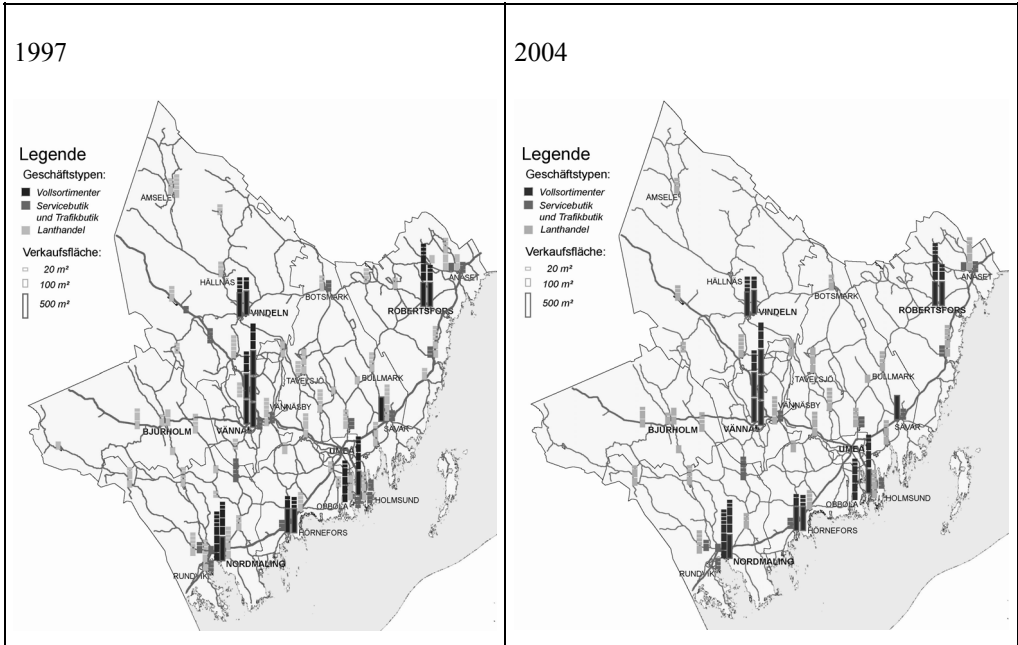 1997
Legende
Geschäftstypen:
Vollsortimenter
Servicebutik
und Trafikbutik
Lanthandel
Verkaufsfläche:
20 m²
100 m²
500 m²
ÅMSELE
HÄLLNÄS
BOTSMARK
ÅNÄSET
ROBERTSFORS
VINDELN
TAVELSJÖ
BULLMARK
VÄNNÄSBY
BJURHOLM
VÄNNÄS
SÄVAR
UMEÅ
OBBOLA
HOLMSUND
HÖRNEFORS
NORDMALING
RUNDVIK
2004
Legende
Geschäftstypen:
Vollsortimenter
Servicebutik
und Trafikbutik
Lanthandel
Verkaufsfläche:
20 m²
100 m²
500 m²
ÅMSELE
HÄLLNÄS
BOTSMARK
ÅNÄSET
ROBERTSFORS
VINDELN
TAVELSJÖ
BULLMARK
VÄNNÄSBY
BJURHOLM
VÄNNÄS
SÄVAR
UMEÅ
OBBOLA
HOLMSUND
HÖRNEFORS
NORDMALING
RUNDVIK